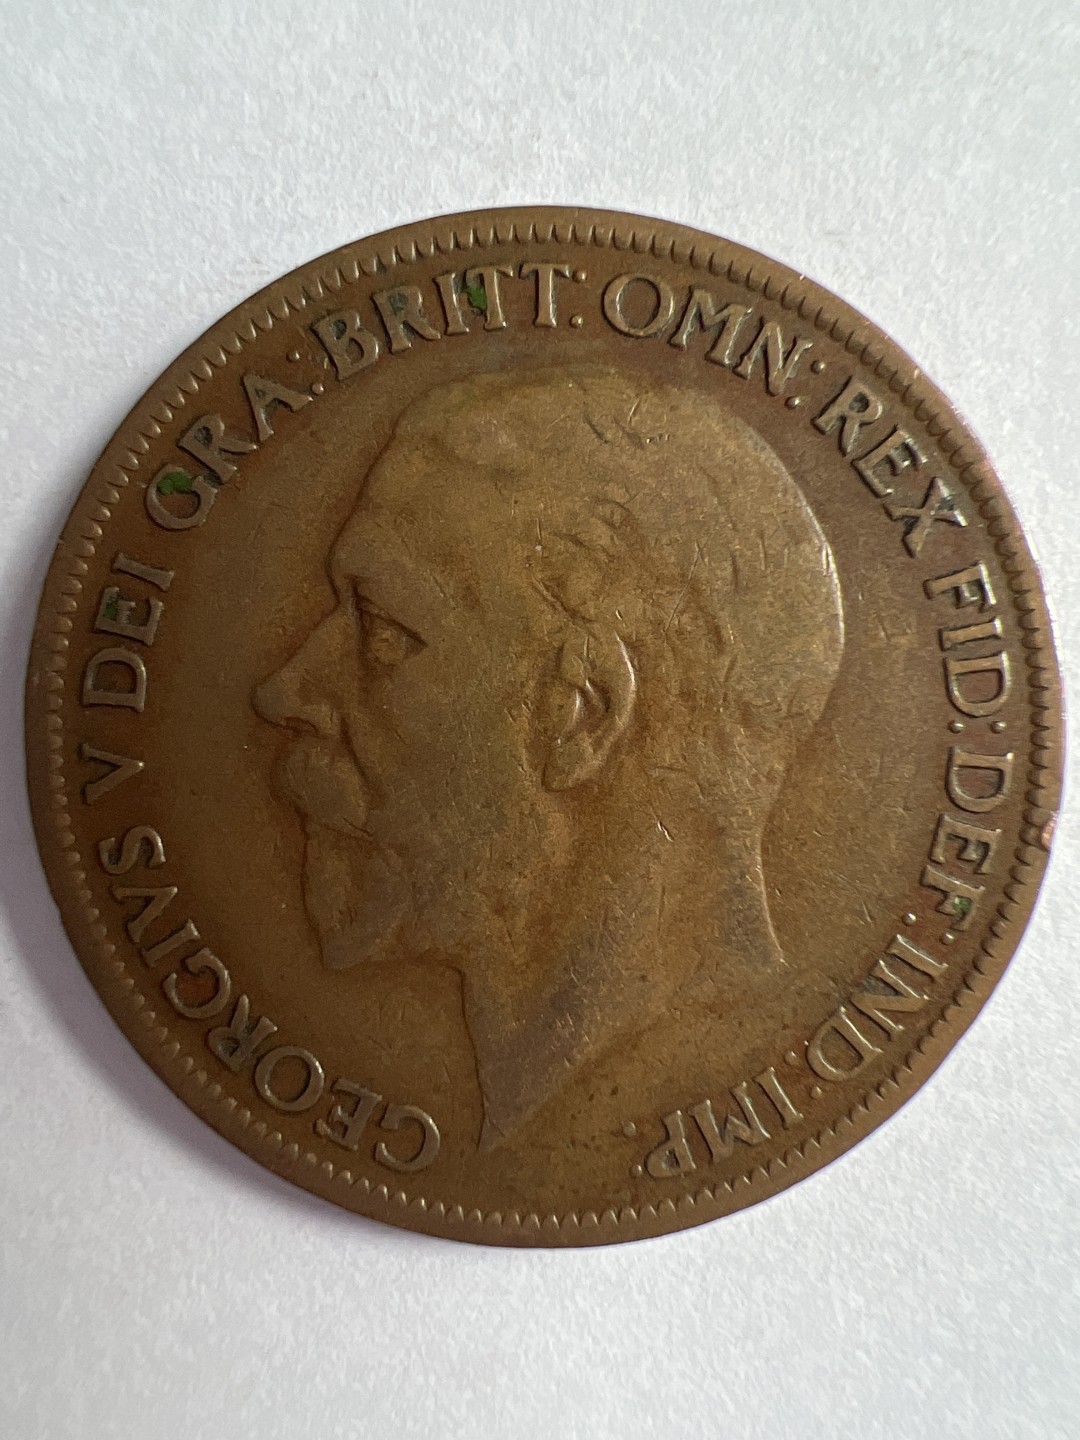 GEORGIVS V DEI GRA: BRITT: OMN: REX FID: DEF: IND: IMP: